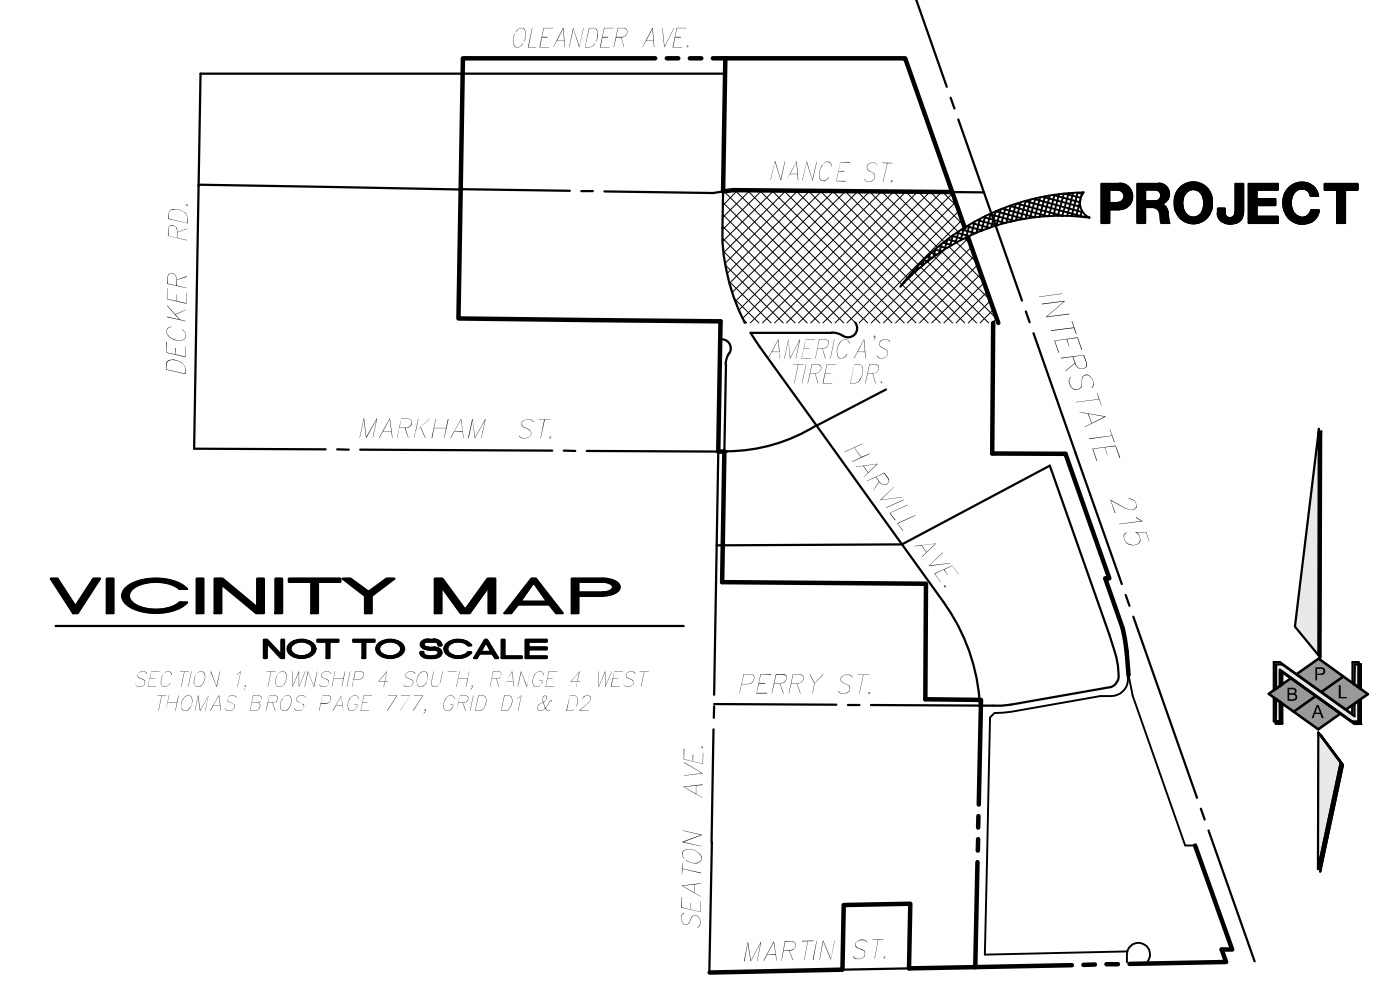 OLEANDER AVE.
NANCE ST.
PROJECT
DECKER RD.
INTERSTATE 215
AMERICA'S
TIRE DR.
MARKHAM ST.
HARVILL AVE.
VICINITY MAP
NOT TO SCALE
SECTION 1, TOWNSHIP 4 SOUTH, RANGE 4 WEST
THOMAS BROS PAGE 777, GRID D1 & D2
P
B L
A
PERRY ST.
SEATON AVE.
MARTIN ST.